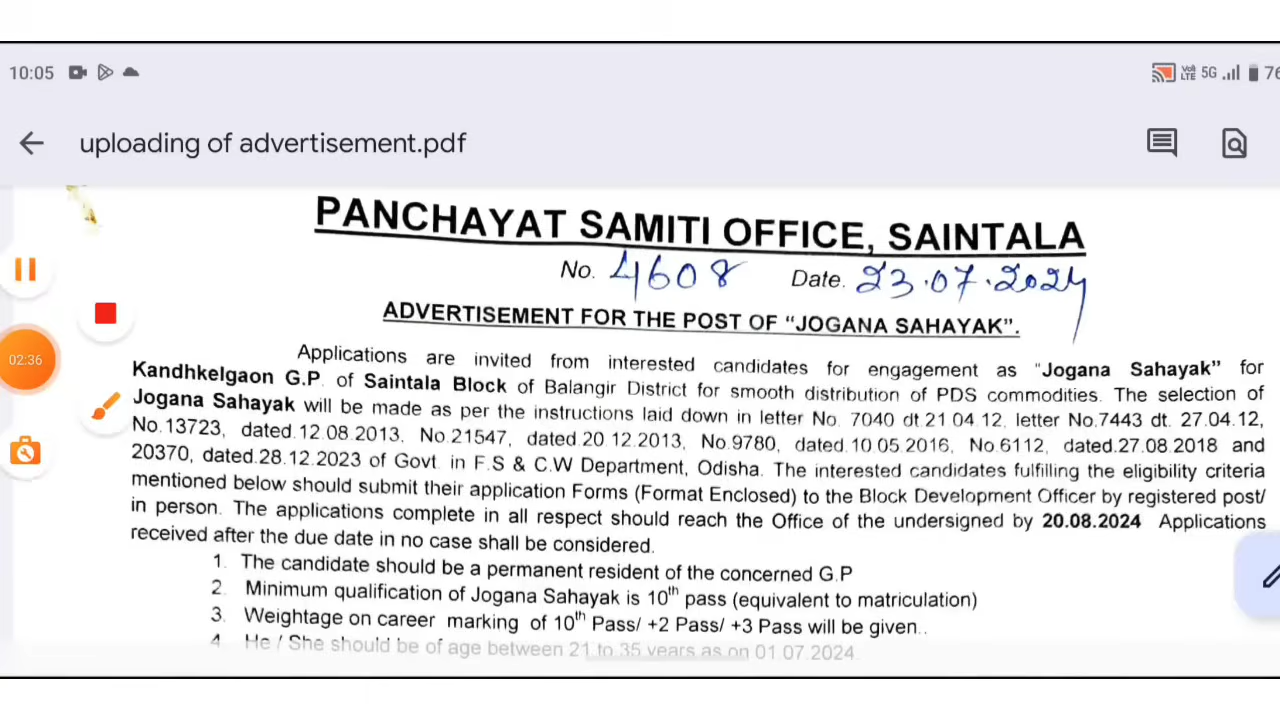 10:05 Vo) LTE 5G 76
uploading of advertisement.pdf
PANCHAYAT SAMITI OFFICE, SAINTALA
No. 4608 Date. 23.07.2024
ADVERTISEMENT FOR THE POST OF “JOGANA SAHAYAK”.
Applications are invited from interested candidates for engagement as “Jogana Sahayak” for
Kandhkelgaon G.P. of Saintala Block of Balangir District for smooth distribution of PDS commodities. The selection of
Jogana Sahayak will be made as per the instructions laid down in letter No. 7040 dt.21 04.12, letter No.7443 dt. 27.04.12,
No.13723, dated.12.08.2013, No.21547, dated 20.12.2013, No.9780, dated.10.05.2016, No.6112, dated.27.08.2018 and
20370, dated.28.12.2023 of Govt. in F.S & C.W Department, Odisha. The interested candidates fulfilling the eligibility criteria
mentioned below should submit their application Forms (Format Enclosed) to the Block Development Officer by registered post/
in person. The applications complete in all respect should reach the Office of the undersigned by 20.08.2024 Applications
received after the due date in no case shall be considered.
1. The candidate should be a permanent resident of the concerned G.P
2. Minimum qualification of Jogana Sahayak is 10th pass (equivalent to matriculation)
3. Weightage on career marking of 10th Pass/ +2 Pass/ +3 Pass will be given..
4. He / She should be of age between 21 to 35 years as on 01.07.2024
02:36